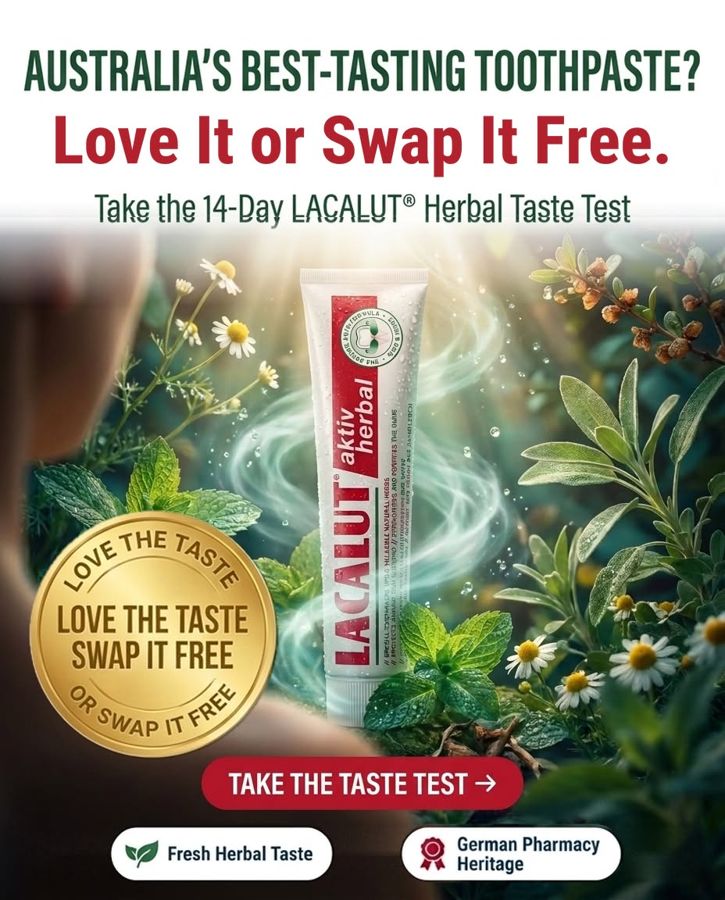 AUSTRALIA'S BEST-TASTING TOOTHPASTE?
Love It or Swap It Free.
Take the 14-Day LACALUT® Herbal Taste Test
aktiv
herbal
LACALUT®
LOVE THE TASTE
LOVE THE TASTE
SWAP IT FREE
OR SWAP IT FREE
TAKE THE TASTE TEST →
Fresh Herbal Taste
German Pharmacy
Heritage